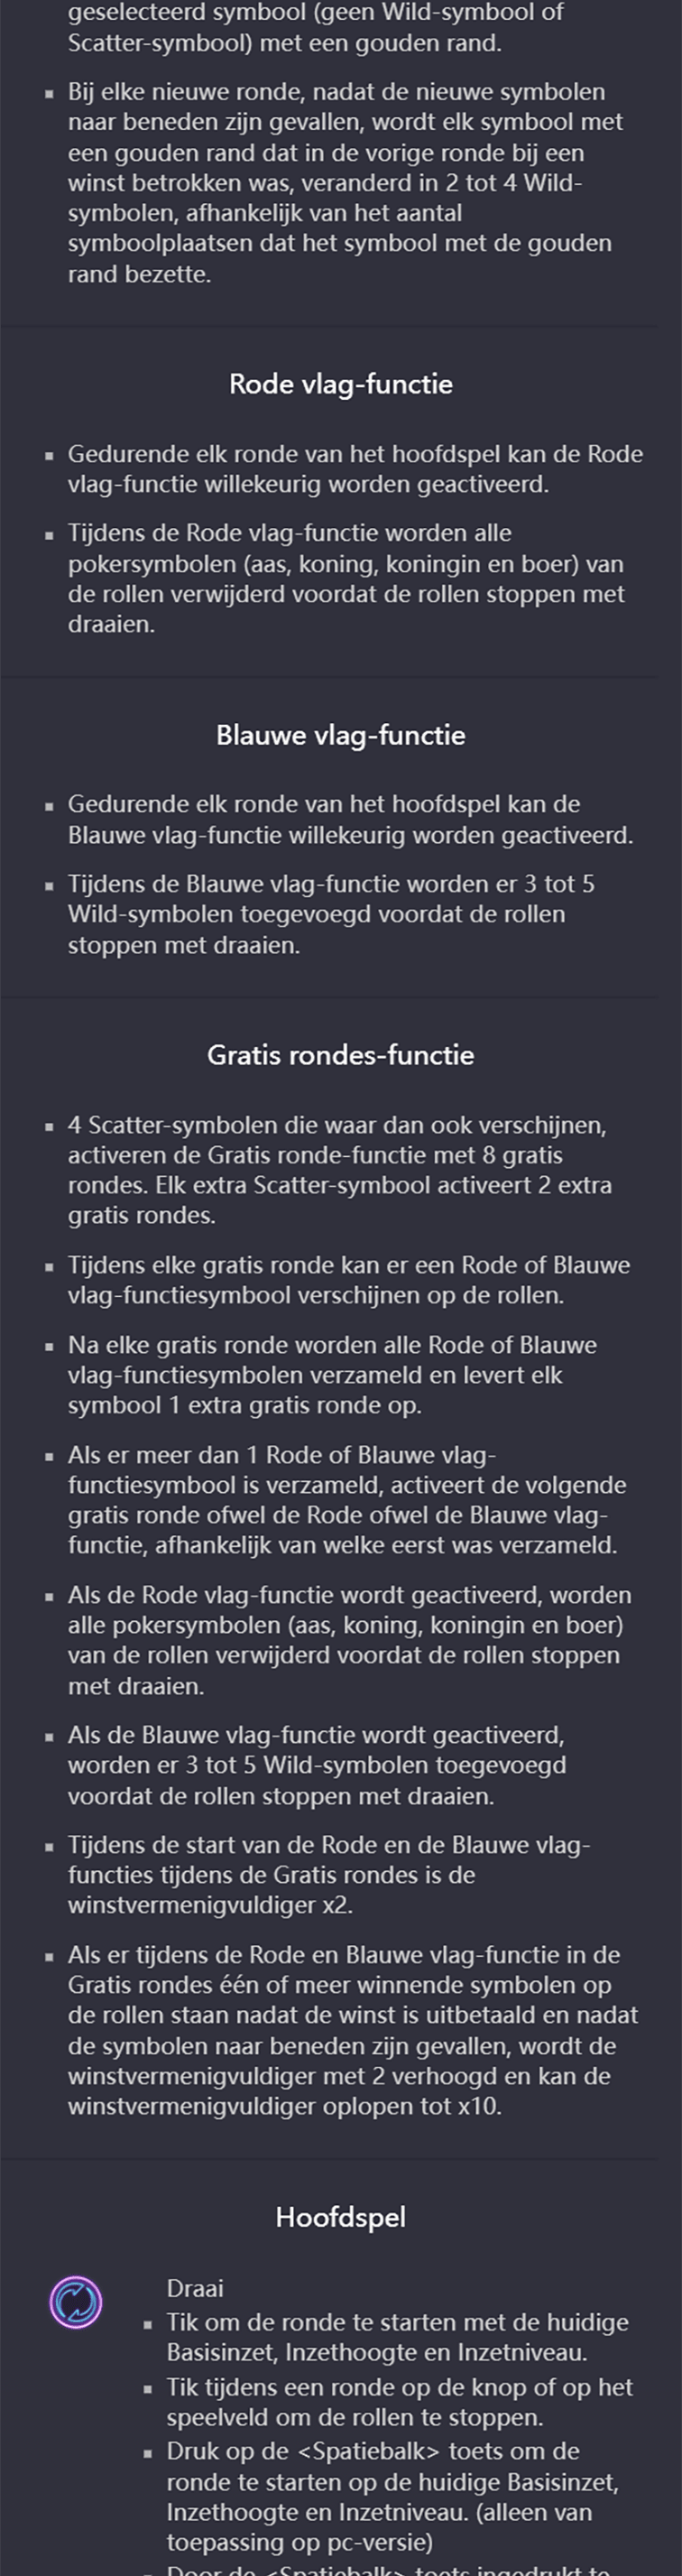 geselecteerd symbool (geen Wild-symbool of
Scatter-symbool) met een gouden rand.
Bij elke nieuwe ronde, nadat de nieuwe symbolen
naar beneden zijn gevallen, wordt elk symbool met
een gouden rand dat in de vorige ronde bij een
winst betrokken was, veranderd in 2 tot 4 Wild-
symbolen, afhankelijk van het aantal
symboolplaatsen dat het symbool met de gouden
rand bezette.
Rode vlag-functie
Gedurende elk ronde van het hoofdspel kan de Rode
vlag-functie willekeurig worden geactiveerd.
Tijdens de Rode vlag-functie worden alle
pokersymbolen (aas, koning, koningin en boer) van
de rollen verwijderd voordat de rollen stoppen met
draaien.
Blauwe vlag-functie
Gedurende elk ronde van het hoofdspel kan de
Blauwe vlag-functie willekeurig worden geactiveerd.
Tijdens de Blauwe vlag-functie worden er 3 tot 5
Wild-symbolen toegevoegd voordat de rollen
stoppen met draaien.
Gratis rondes-functie
4 Scatter-symbolen die waar dan ook verschijnen,
activeren de Gratis ronde-functie met 8 gratis
rondes. Elk extra Scatter-symbool activeert 2 extra
gratis rondes.
Tijdens elke gratis ronde kan er een Rode of Blauwe
vlag-functiesymbool verschijnen op de rollen.
Na elke gratis ronde worden alle Rode of Blauwe
vlag-functiesymbolen verzameld en levert elk
symbool 1 extra gratis ronde op.
Als er meer dan 1 Rode of Blauwe vlag-
functiesymbool is verzameld, activeert de volgende
gratis ronde ofwel de Rode ofwel de Blauwe vlag-
functie, afhankelijk van welke eerst was verzameld.
Als de Rode vlag-functie wordt geactiveerd, worden
alle pokersymbolen (aas, koning, koningin en boer)
van de rollen verwijderd voordat de rollen stoppen
met draaien.
Als de Blauwe vlag-functie wordt geactiveerd,
worden er 3 tot 5 Wild-symbolen toegevoegd
voordat de rollen stoppen met draaien.
Tijdens de start van de Rode en de Blauwe vlag-
functies tijdens de Gratis rondes is de
winstvermenigvuldiger x2.
Als er tijdens de Rode en Blauwe vlag-functie in de
Gratis rondes één of meer winnende symbolen op
de rollen staan nadat de winst is uitbetaald en nadat
de symbolen naar beneden zijn gevallen, wordt de
winstvermenigvuldiger met 2 verhoogd en kan de
winstvermenigvuldiger oplopen tot x10.
Hoofdspel
Draai
Tik om de ronde te starten met de huidige
Basisinzet, Inzethoogte en Inzetniveau.
Tik tijdens een ronde op de knop of op het
speelveld om de rollen te stoppen.
Druk op de <Spatiebalk> toets om de
ronde te starten op de huidige Basisinzet,
Inzethoogte en Inzetniveau. (alleen van
toepassing op pc-versie)
Door de <Spatiebalk> toets ingedrukt te